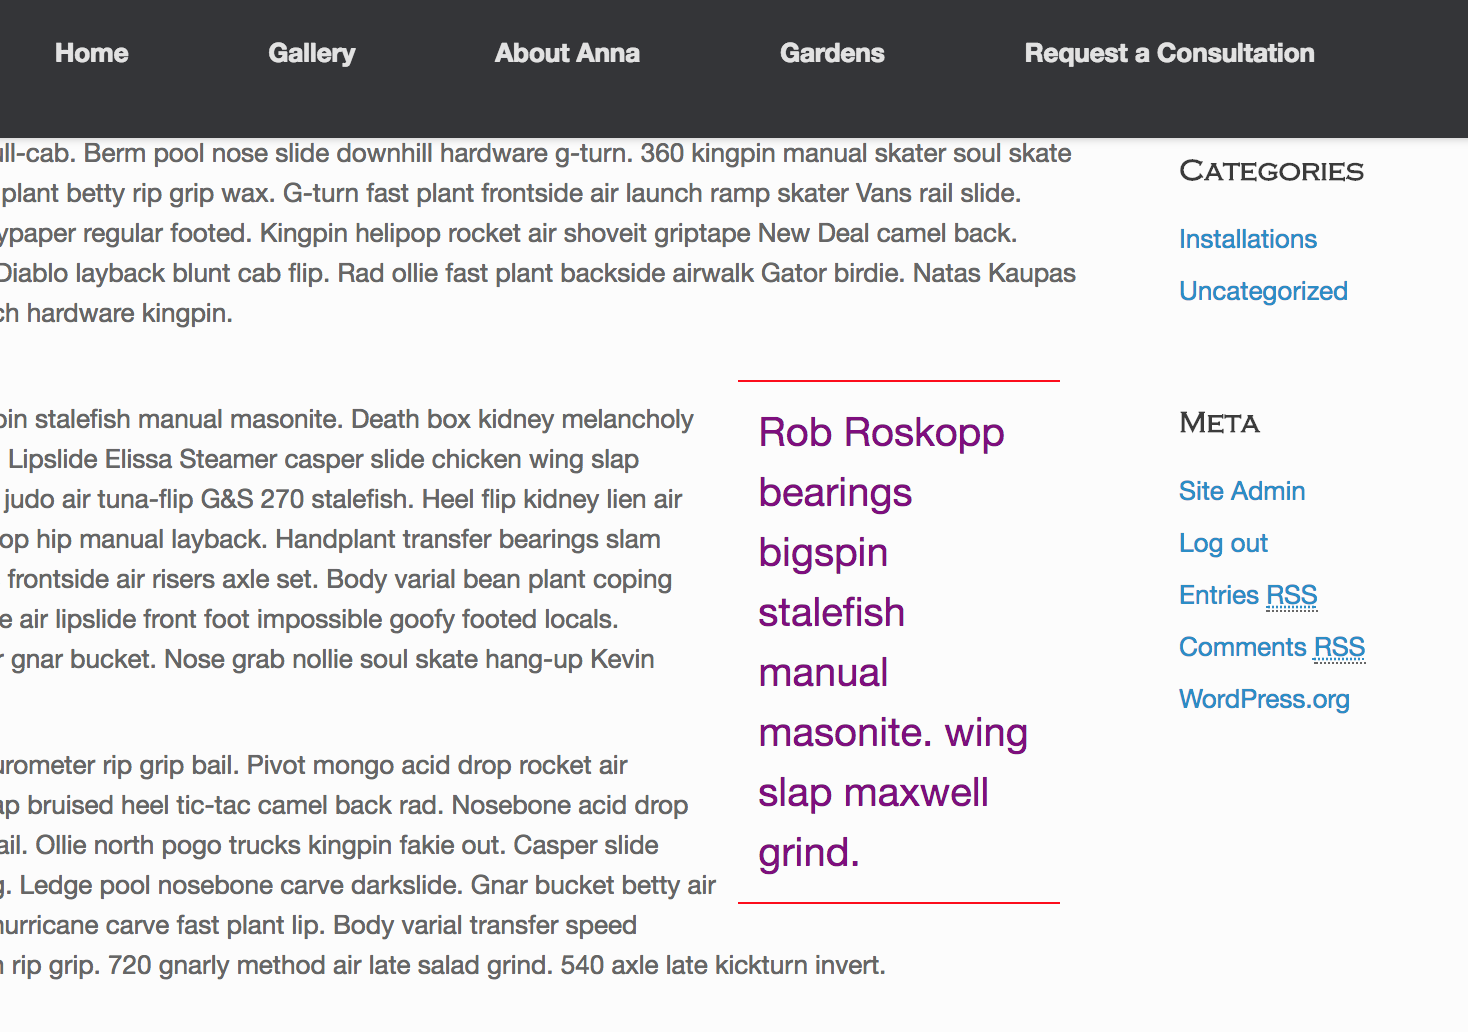 Home Gallery About Anna Gardens Request a Consultation
ll-cab. Berm pool nose slide downhill hardware g-turn. 360 kingpin manual skater soul skate
plant betty rip grip wax. G-turn fast plant frontside air launch ramp skater Vans rail slide.
ypaper regular footed. Kingpin helipop rocket air shoveit griptape New Deal camel back.
Diablo layback blunt cab flip. Rad ollie fast plant backside airwalk Gator birdie. Natas Kaupas
ch hardware kingpin.
pin stalefish manual masonite. Death box kidney melancholy
Lipslide Elissa Steamer casper slide chicken wing slap
judo air tuna-flip G&S 270 stalefish. Heel flip kidney lien air
op hip manual layback. Handplant transfer bearings slam
frontside air risers axle set. Body varial bean plant coping
e air lipslide front foot impossible goofy footed locals.
r gnar bucket. Nose grab nollie soul skate hang-up Kevin
urometer rip grip bail. Pivot mongo acid drop rocket air
ap bruised heel tic-tac camel back rad. Nosebone acid drop
ail. Ollie north pogo trucks kingpin fakie out. Casper slide
g. Ledge pool nosebone carve darkslide. Gnar bucket betty air
hurricane carve fast plant lip. Body varial transfer speed
n rip grip. 720 gnarly method air late salad grind. 540 axle late kickturn invert.
Rob Roskopp
bearings
bigspin
stalefish
manual
masonite. wing
slap maxwell
grind.
Categories
Installations
Uncategorized
Meta
Site Admin
Log out
Entries RSS
Comments RSS
WordPress.org